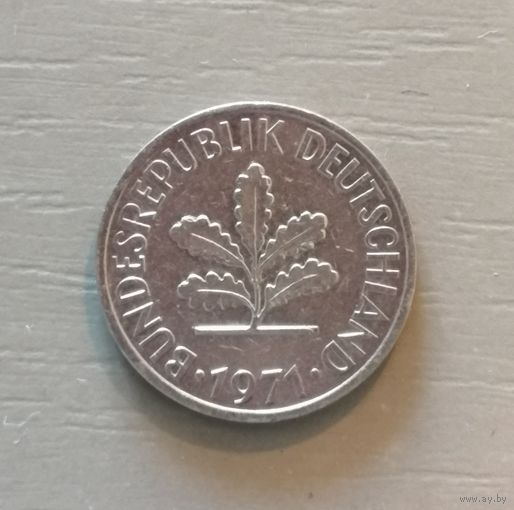 BUNDESREPUBLIK DEUTSCHLAND
· 1971 ·
www.ay.by